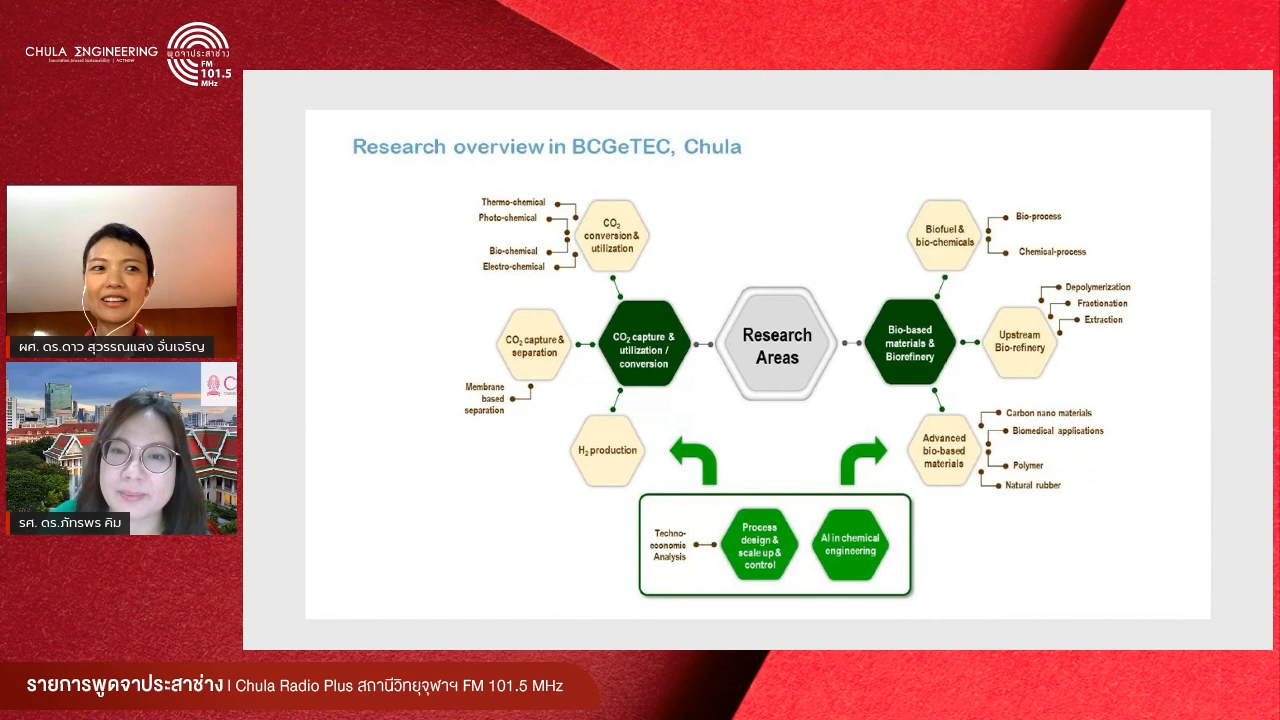 CHULA ΣNGINEERING
Innovation toward Sustainability | ACTNOW
พูดจาประสาช่าง
FM
101.5
MHz
Research overview in BCGeTEC, Chula
Thermo-chemical
Photo-chemical
Bio-chemical
Electro-chemical
CO2
conversion &
utilization
CO2 capture &
separation
Membrane
based
separation
CO2 capture &
utilization /
conversion
H2 production
Research
Areas
Bio-based
materials &
Biorefinery
Biofuel &
bio-chemicals
Bio-process
Chemical-process
Upstream
Bio-refinery
Depolymerization
Fractionation
Extraction
Advanced
bio-based
materials
Carbon nano materials
Biomedical applications
Polymer
Natural rubber
Techno-
economic
Analysis
Process
design &
scale up &
control
AI in chemical
engineering
ผศ. ดร.ดาว สุวรรณแสง จั่นเจริญ
C
รศ. ดร.ภัทรพร คิม
รายการพูดจาประสาช่าง | Chula Radio Plus สถานีวิทยุจุฬาฯ FM 101.5 MHz